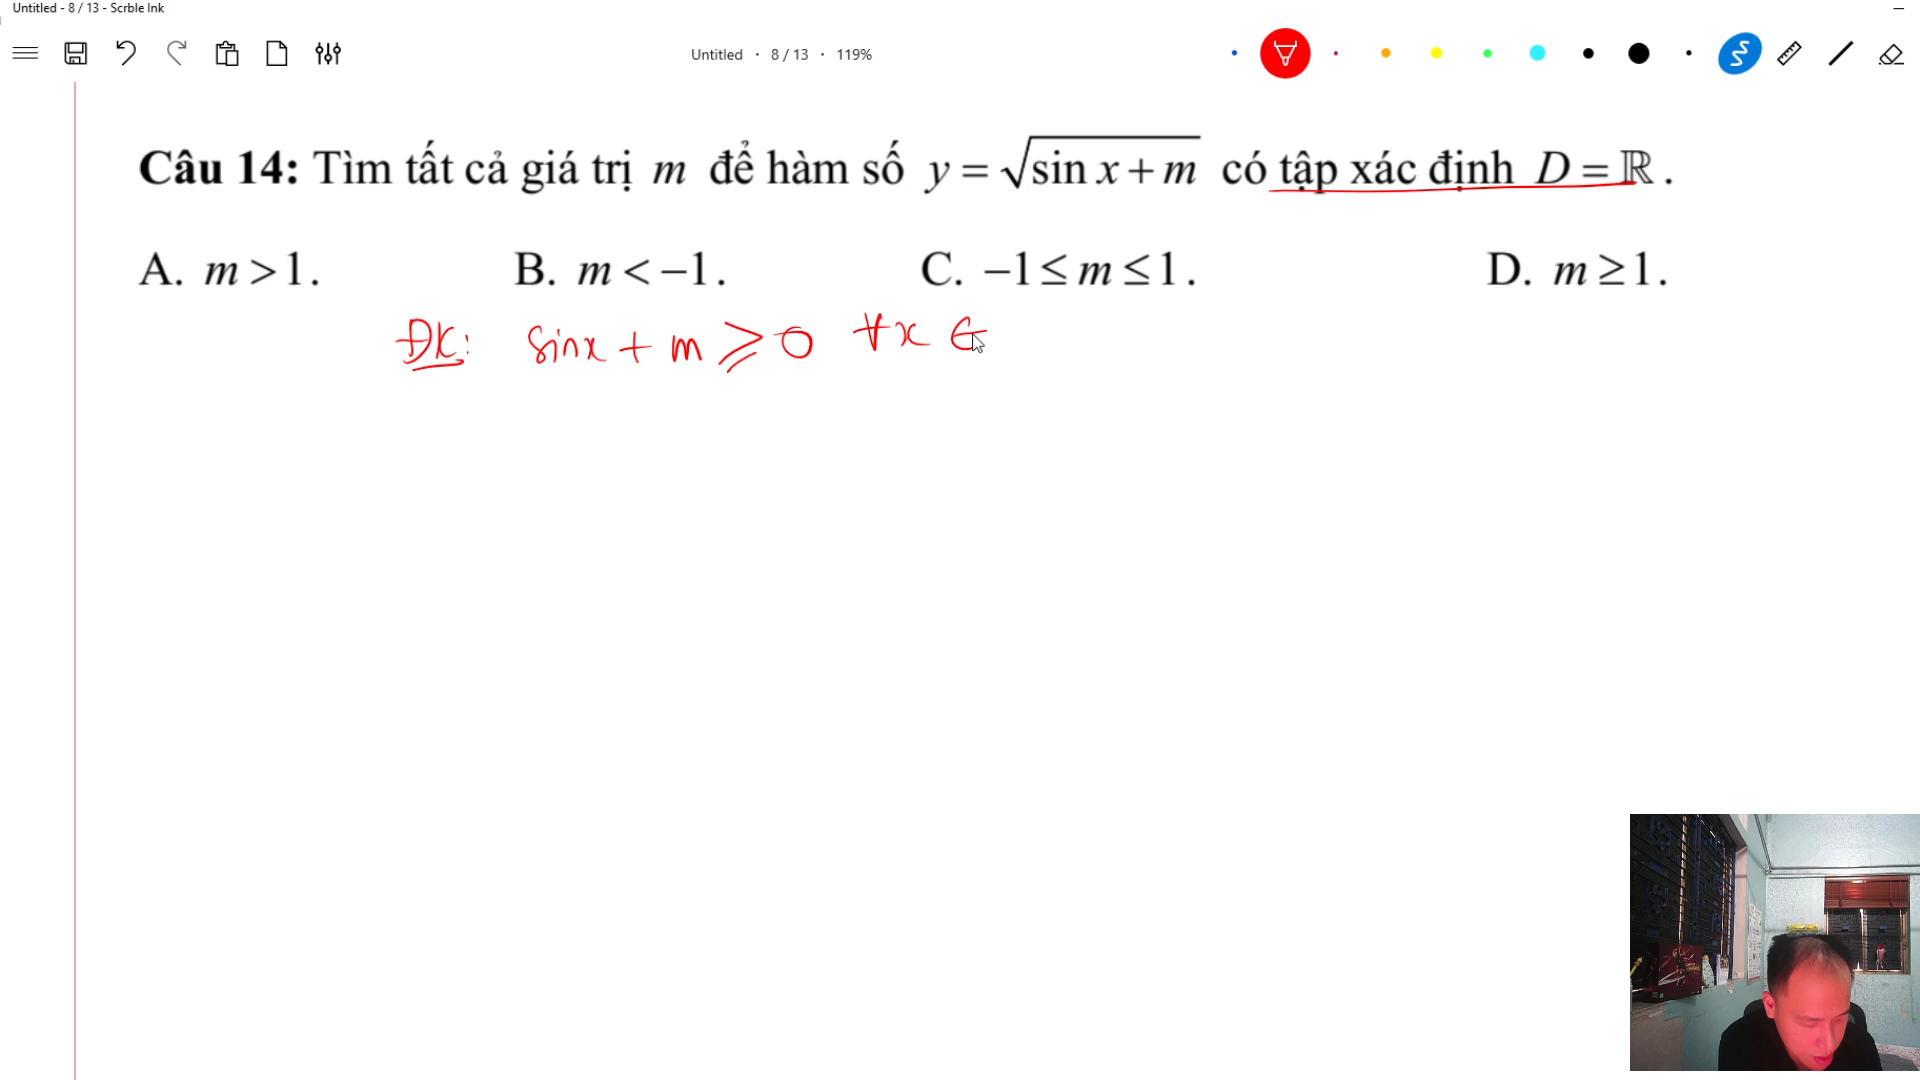 Untitled - 8 / 13 - Scrble Ink
Untitled · 8 / 13 · 119%
Câu 14: Tìm tất cả giá trị m để hàm số y = √(sin x + m) có tập xác định D = ℝ.
A. m > 1. B. m < −1. C. −1 ≤ m ≤ 1. D. m ≥ 1.
ĐK: sinx + m ⩾ 0 ∀x ∈